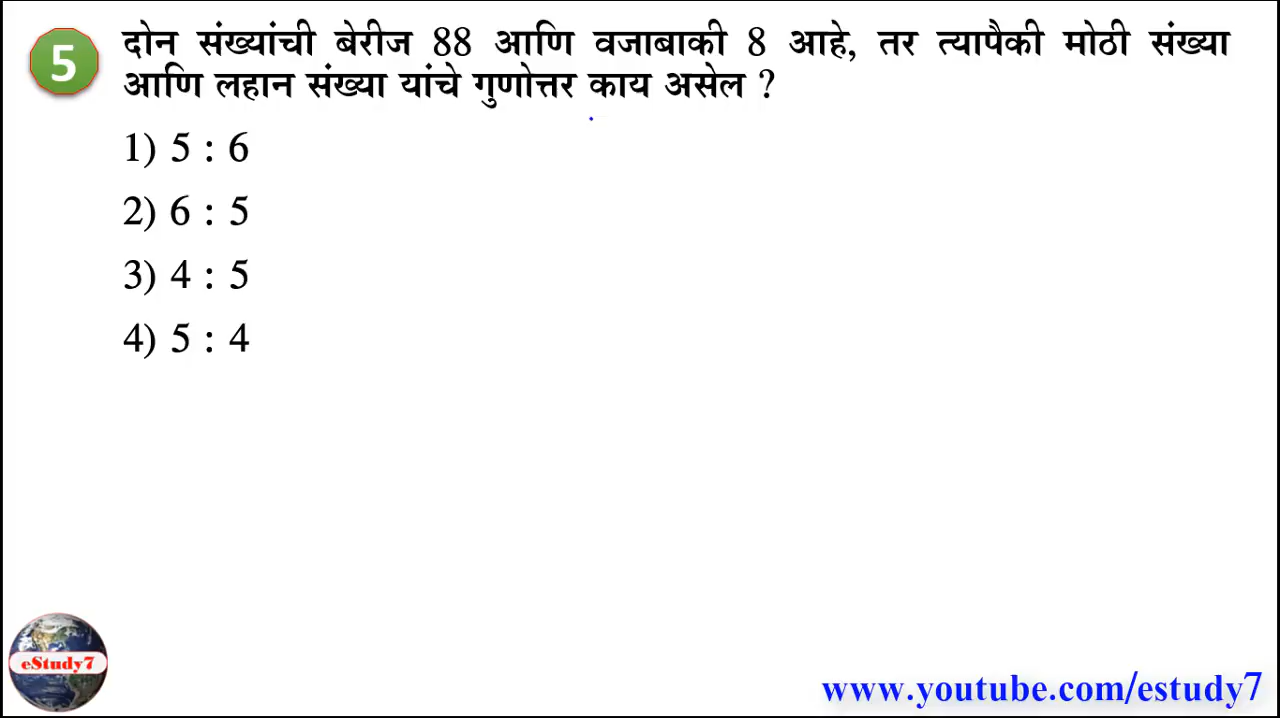 5
दोन संख्यांची बेरीज 88 आणि वजाबाकी 8 आहे, तर त्यापैकी मोठी संख्या
आणि लहान संख्या यांचे गुणोत्तर काय असेल ?
1) 5 : 6
2) 6 : 5
3) 4 : 5
4) 5 : 4
eStudy7
www.youtube.com/estudy7